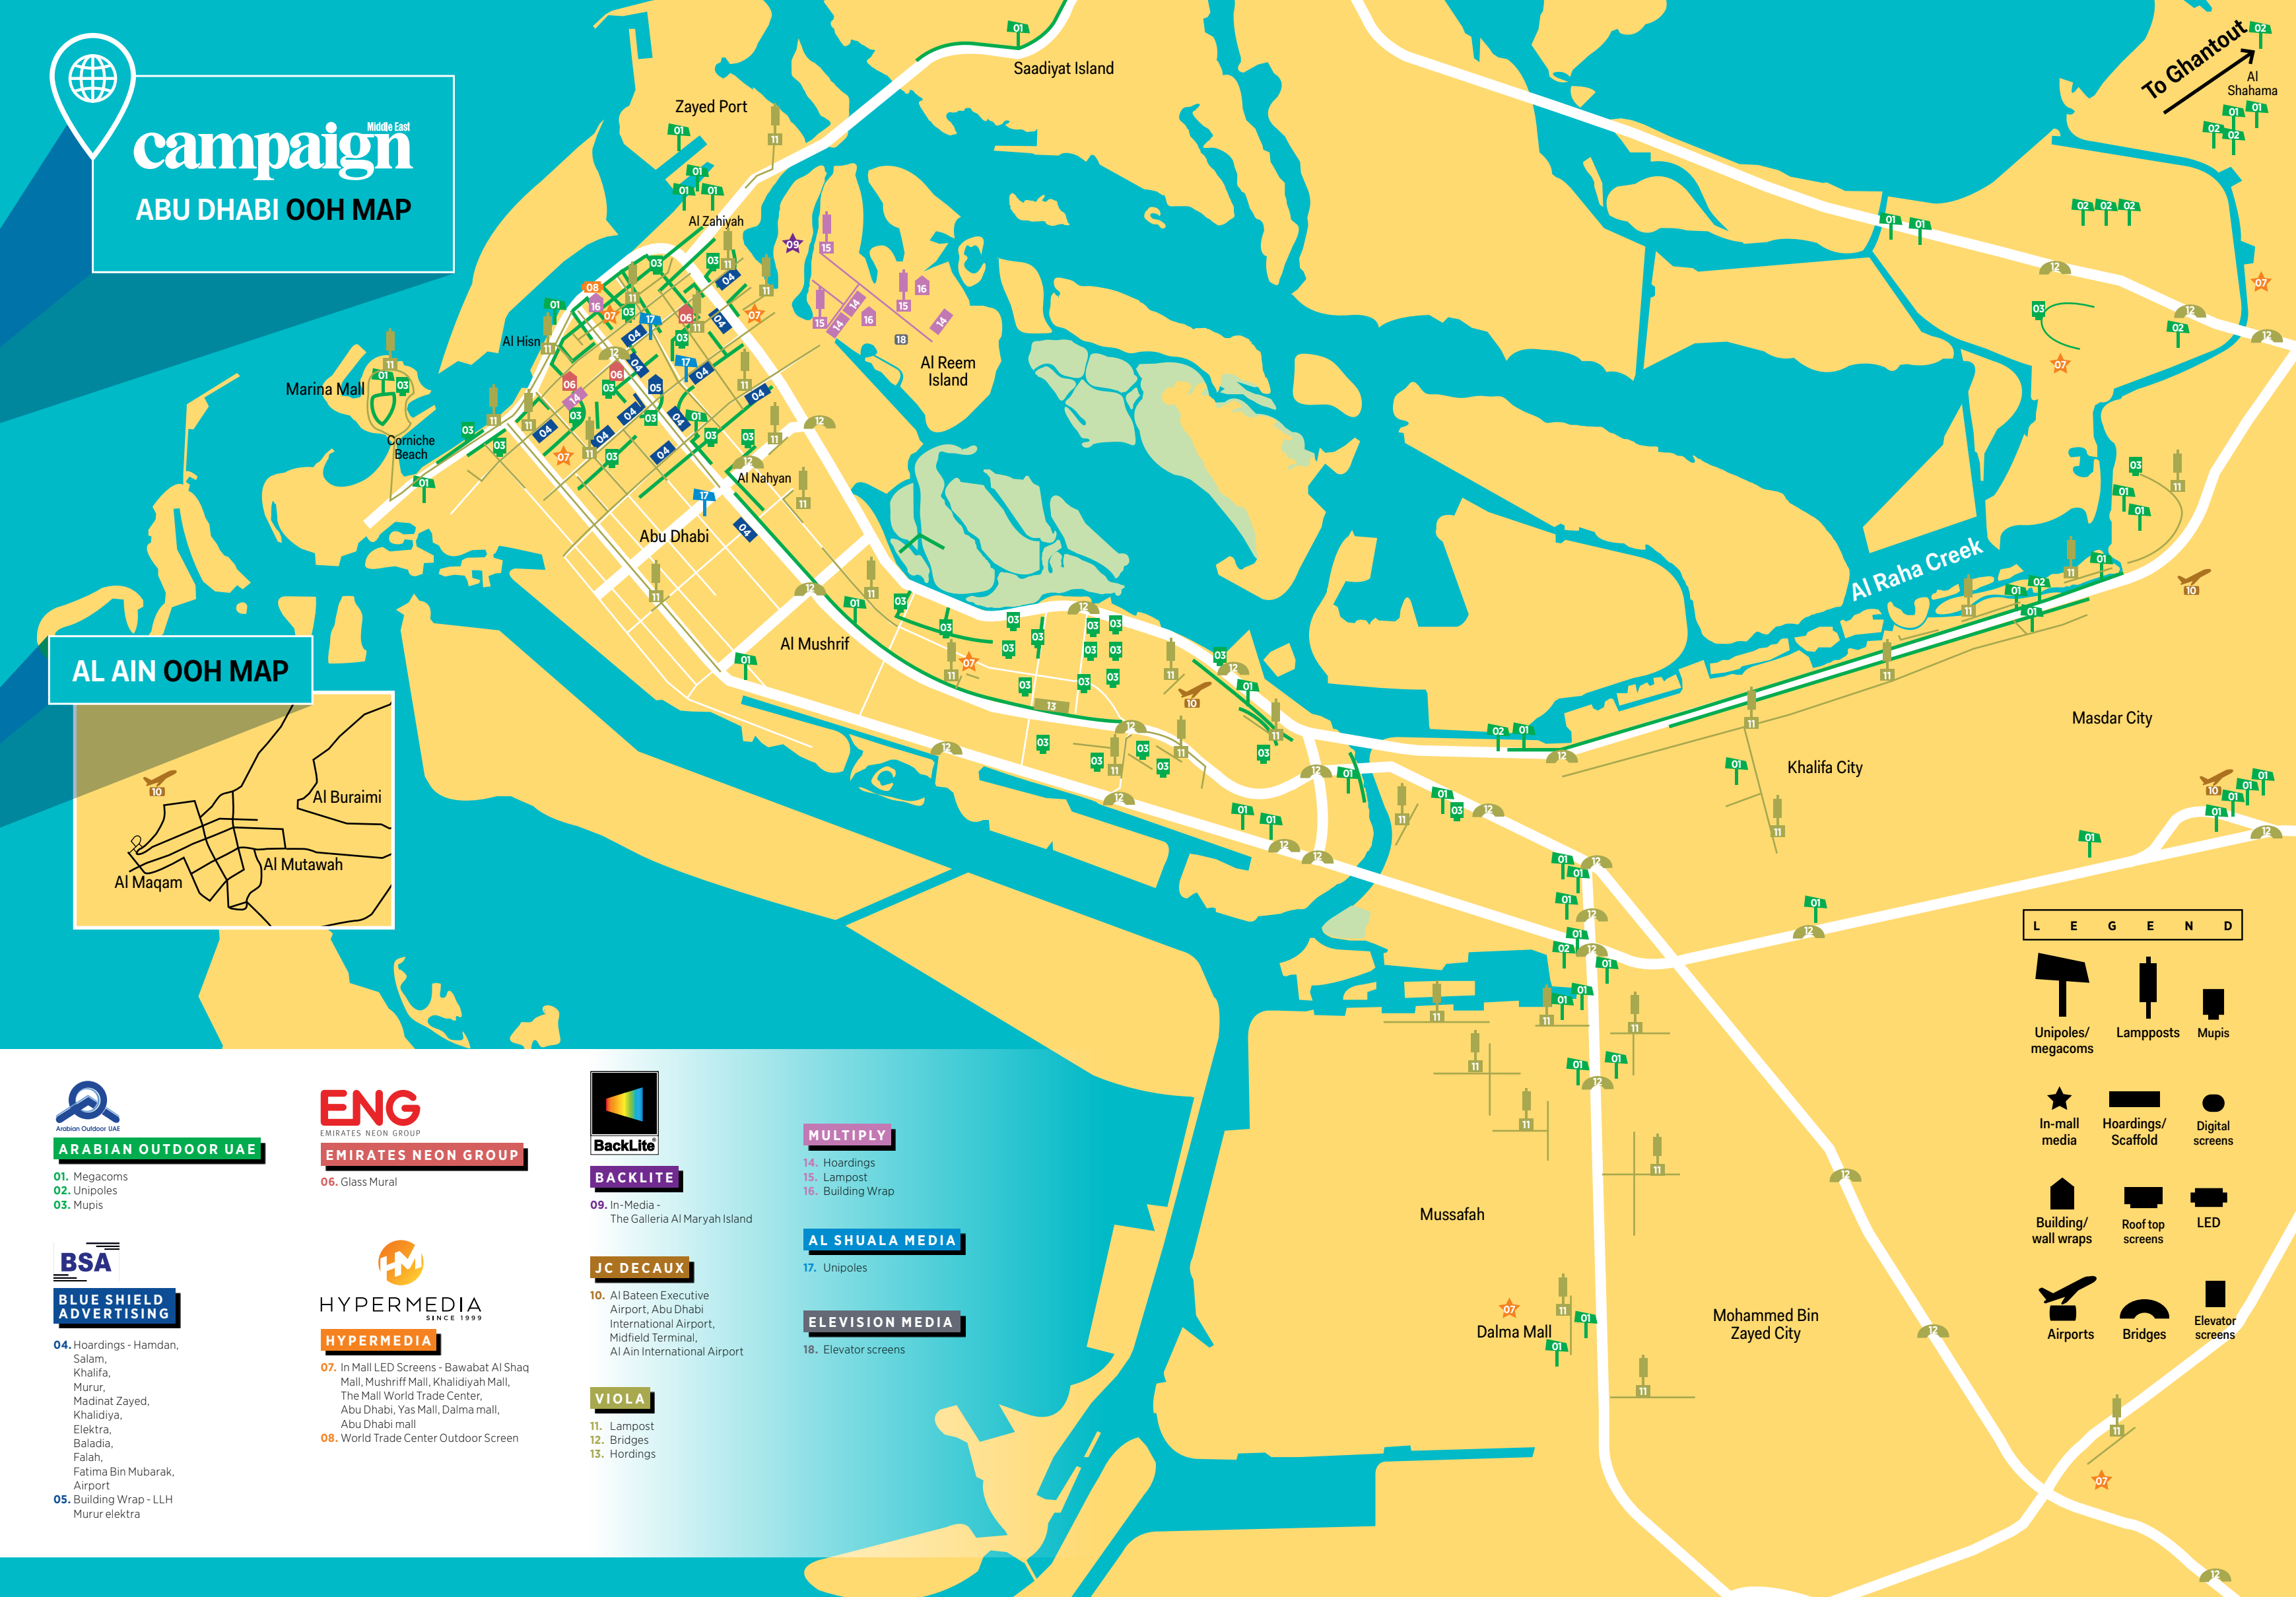 Middle East
campaign
ABU DHABI OOH MAP
Saadiyat Island
Zayed Port
To Ghantout
Al
Shahama
Al Zahiyah
Al Hisn
Marina Mall
Corniche
Beach
Al Reem
Island
Al Nahyan
Abu Dhabi
Al Mushrif
Al Raha Creek
Masdar City
Khalifa City
Mussafah
Dalma Mall
Mohammed Bin
Zayed City
AL AIN OOH MAP
10
Al Buraimi
Al Mutawah
Al Maqam
LEGEND
Unipoles/
megacoms
Lampposts
Mupis
In-mall
media
Hoardings/
Scaffold
Digital
screens
Building/
wall wraps
Roof top
screens
LED
Airports
Bridges
Elevator
screens
Arabian Outdoor UAE
ARABIAN OUTDOOR UAE
01. Megacoms
02. Unipoles
03. Mupis
BSA
BLUE SHIELD
ADVERTISING
04. Hoardings - Hamdan,
Salam,
Khalifa,
Murur,
Madinat Zayed,
Khalidiya,
Elektra,
Baladia,
Falah,
Fatima Bin Mubarak,
Airport
05. Building Wrap - LLH
Murur elektra
ENG
EMIRATES NEON GROUP
EMIRATES NEON GROUP
06. Glass Mural
HM
HYPERMEDIA
SINCE 1999
HYPERMEDIA
07. In Mall LED Screens - Bawabat Al Shaq
Mall, Mushriff Mall, Khalidiyah Mall,
The Mall World Trade Center,
Abu Dhabi, Yas Mall, Dalma mall,
Abu Dhabi mall
08. World Trade Center Outdoor Screen
BackLite
BACKLITE
09. In-Media -
The Galleria Al Maryah Island
JC DECAUX
10. Al Bateen Executive
Airport, Abu Dhabi
International Airport,
Midfield Terminal,
Al Ain International Airport
VIOLA
11. Lampost
12. Bridges
13. Hordings
MULTIPLY
14. Hoardings
15. Lampost
16. Building Wrap
AL SHUALA MEDIA
17. Unipoles
ELEVISION MEDIA
18. Elevator screens